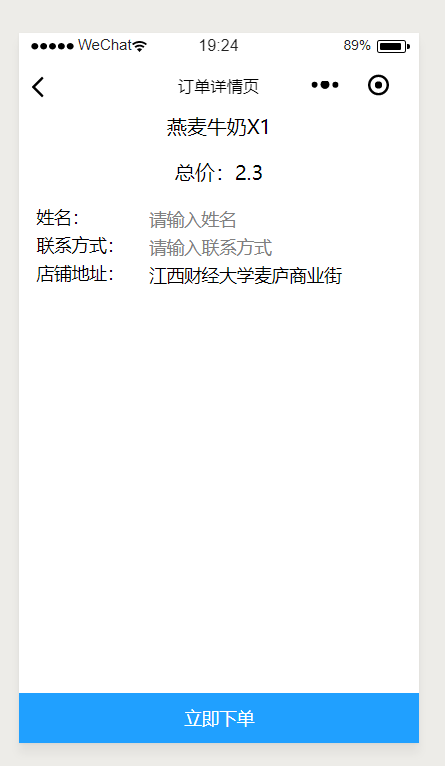 WeChat 19:24 89%
订单详情页
燕麦牛奶X1
总价：2.3
姓名： 请输入姓名
联系方式： 请输入联系方式
店铺地址： 江西财经大学麦庐商业街
立即下单